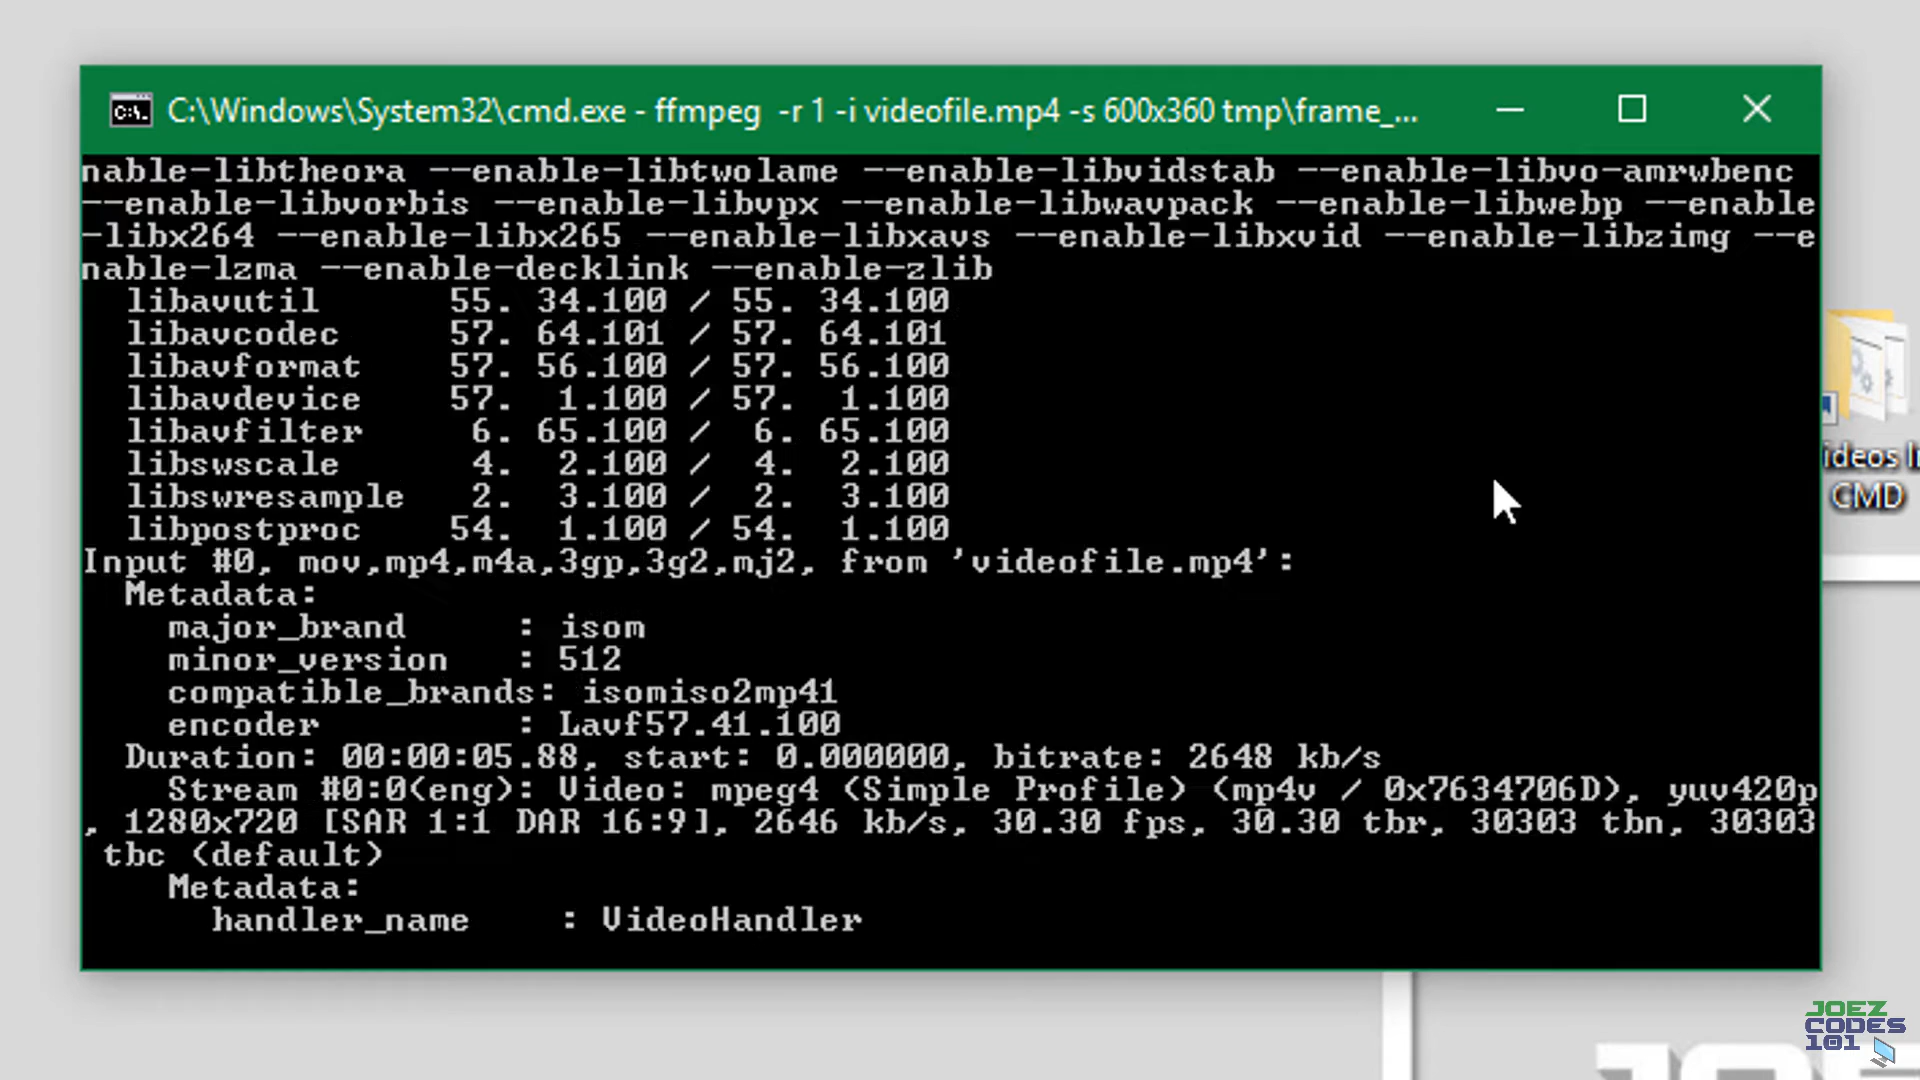 C:\Windows\System32\cmd.exe - ffmpeg  -r 1 -i videofile.mp4 -s 600x360 tmp\frame_...
nable-libtheora --enable-libtwolame --enable-libvidstab --enable-libvo-amrwbenc
--enable-libvorbis --enable-libvpx --enable-libwavpack --enable-libwebp --enable
-libx264 --enable-libx265 --enable-libxavs --enable-libxvid --enable-libzimg --e
nable-lzma --enable-decklink --enable-zlib
  libavutil      55. 34.100 / 55. 34.100
  libavcodec     57. 64.101 / 57. 64.101
  libavformat    57. 56.100 / 57. 56.100
  libavdevice    57.  1.100 / 57.  1.100
  libavfilter     6. 65.100 /  6. 65.100
  libswscale      4.  2.100 /  4.  2.100
  libswresample   2.  3.100 /  2.  3.100
  libpostproc    54.  1.100 / 54.  1.100
Input #0, mov,mp4,m4a,3gp,3g2,mj2, from 'videofile.mp4':
  Metadata:
    major_brand     : isom
    minor_version   : 512
    compatible_brands: isomiso2mp41
    encoder         : Lavf57.41.100
  Duration: 00:00:05.88, start: 0.000000, bitrate: 2648 kb/s
    Stream #0:0(eng): Video: mpeg4 (Simple Profile) (mp4v / 0x7634706D), yuv420p
, 1280x720 [SAR 1:1 DAR 16:9], 2646 kb/s, 30.30 fps, 30.30 tbr, 30303 tbn, 30303
 tbc (default)
    Metadata:
      handler_name    : VideoHandler
ideos
CMD
JOEZ
CODES
101